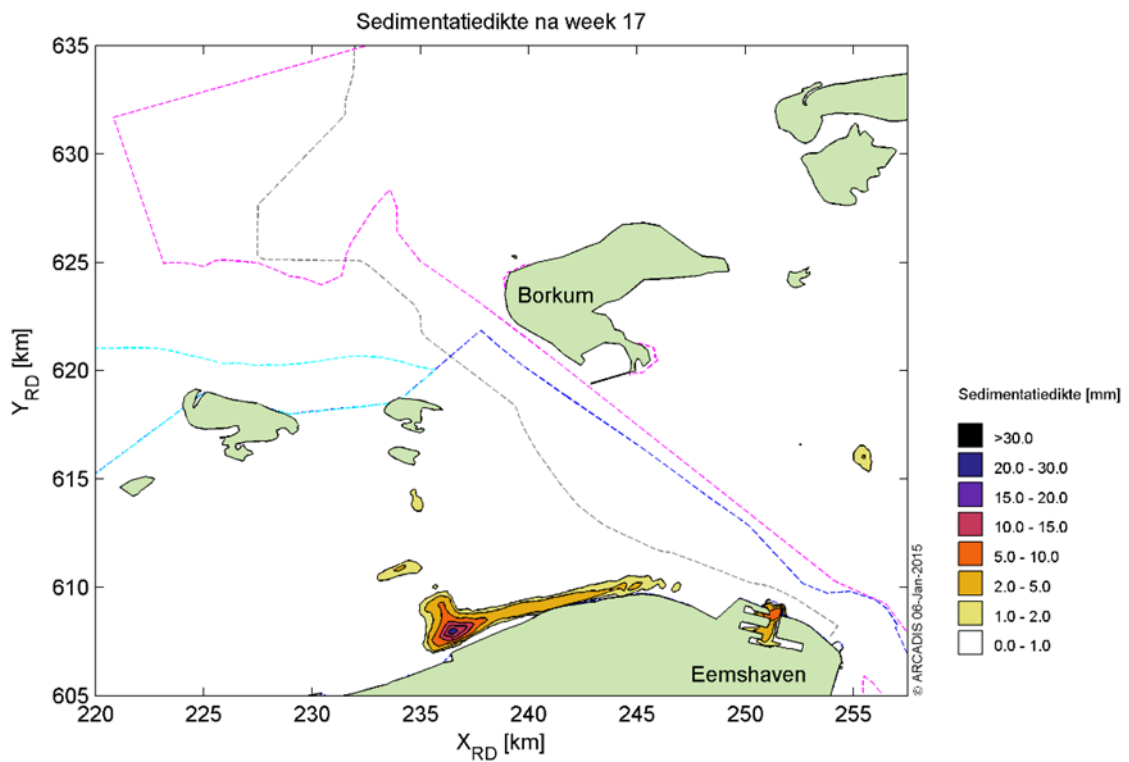 Sedimentatiedikte na week 17
635
630
625
620
615
610
605
Y_RD [km]
220
225
230
235
240
245
250
255
X_RD [km]
Borkum
Eemshaven
© ARCADIS 06-Jan-2015
Sedimentatiedikte [mm]
>30.0
20.0 - 30.0
15.0 - 20.0
10.0 - 15.0
5.0 - 10.0
2.0 - 5.0
1.0 - 2.0
0.0 - 1.0